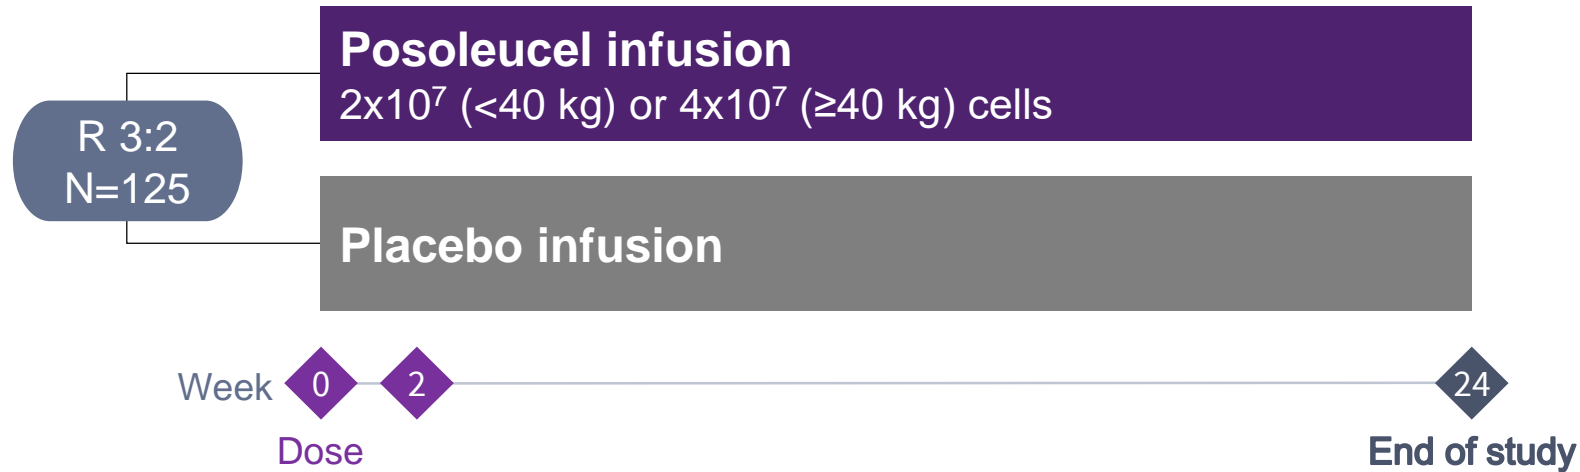 Posoleucel infusion
2x10⁷ (<40 kg) or 4x10⁷ (≥40 kg) cells
R 3:2
N=125
Placebo infusion
Week 0 2 24
Dose End of study